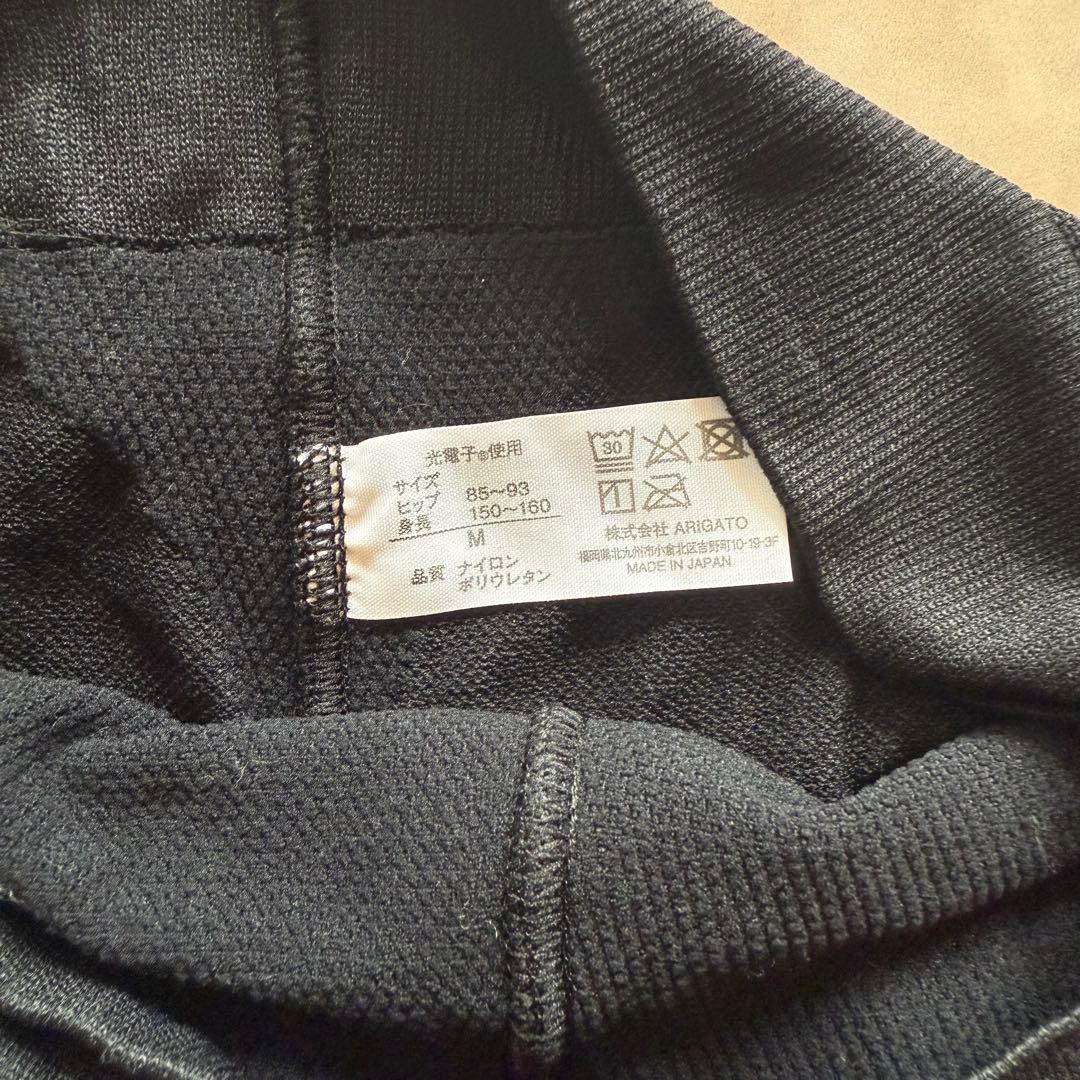 光電子®使用
サイズ
ヒップ 85〜93
身長 150〜160
M
品質 ナイロン
ポリウレタン
30
株式会社 ARIGATO
福岡県北九州市小倉北区吉野町10-19-3F
MADE IN JAPAN